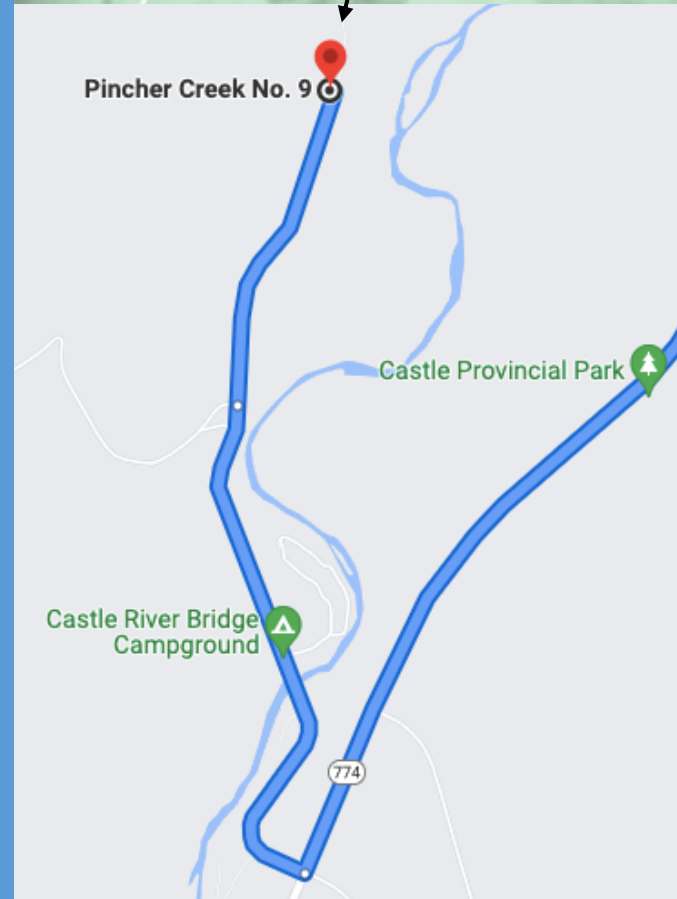 Pincher Creek No. 9
Castle Provincial Park
Castle River Bridge
Campground
774